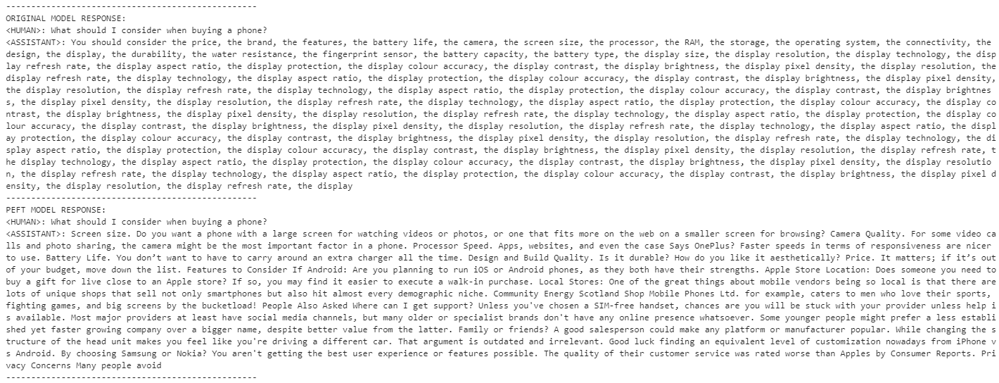 --------------------------------------------------
ORIGINAL MODEL RESPONSE:
<HUMAN>: What should I consider when buying a phone?
<ASSISTANT>: You should consider the price, the brand, the features, the battery life, the camera, the screen size, the processor, the RAM, the storage, the operating system, the connectivity, the
design, the display, the durability, the water resistance, the fingerprint sensor, the battery capacity, the battery type, the display size, the display resolution, the display technology, the disp
lay refresh rate, the display aspect ratio, the display protection, the display colour accuracy, the display contrast, the display brightness, the display pixel density, the display resolution, the
display refresh rate, the display technology, the display aspect ratio, the display protection, the display colour accuracy, the display contrast, the display brightness, the display pixel density,
the display resolution, the display refresh rate, the display technology, the display aspect ratio, the display protection, the display colour accuracy, the display contrast, the display brightnes
s, the display pixel density, the display resolution, the display refresh rate, the display technology, the display aspect ratio, the display protection, the display colour accuracy, the display co
ntrast, the display brightness, the display pixel density, the display resolution, the display refresh rate, the display technology, the display aspect ratio, the display protection, the display co
lour accuracy, the display contrast, the display brightness, the display pixel density, the display resolution, the display refresh rate, the display technology, the display aspect ratio, the displ
ay protection, the display colour accuracy, the display contrast, the display brightness, the display pixel density, the display resolution, the display refresh rate, the display technology, the di
splay aspect ratio, the display protection, the display colour accuracy, the display contrast, the display brightness, the display pixel density, the display resolution, the display refresh rate, t
he display technology, the display aspect ratio, the display protection, the display colour accuracy, the display contrast, the display brightness, the display pixel density, the display resolutio
n, the display refresh rate, the display technology, the display aspect ratio, the display protection, the display colour accuracy, the display contrast, the display brightness, the display pixel d
ensity, the display resolution, the display refresh rate, the display
--------------------------------------------------
PEFT MODEL RESPONSE:
<HUMAN>: What should I consider when buying a phone?
<ASSISTANT>: Screen size. Do you want a phone with a large screen for watching videos or photos, or one that fits more on the web on a smaller screen for browsing? Camera Quality. For some video ca
lls and photo sharing, the camera might be the most important factor in a phone. Processor Speed. Apps, websites, and even the case Says OnePlus? Faster speeds in terms of responsiveness are nicer
to use. Battery Life. You don’t want to have to carry around an extra charger all the time. Design and Build Quality. Is it durable? How do you like it aesthetically? Price. It matters; if it’s out
of your budget, move down the list. Features to Consider If Android: Are you planning to run iOS or Android phones, as they both have their strengths. Apple Store Location: Does someone you need to
buy a gift for live close to an Apple store? If so, you may find it easier to execute a walk-in purchase. Local Stores: One of the great things about mobile vendors being so local is that there are
lots of unique shops that sell not only smartphones but also hit almost every demographic niche. Community Energy Scotland Shop Mobile Phones Ltd. for example, caters to men who love their sports,
fighting games, and big screens by the bucketload! People Also Asked Where can I get support? Unless you've chosen a SIM-free handset, chances are you will be stuck with your provider unless help i
s available. Most major providers at least have social media channels, but many older or specialist brands don't have any online presence whatsoever. Some younger people might prefer a less establi
shed yet faster growing company over a bigger name, despite better value from the latter. Family or friends? A good salesperson could make any platform or manufacturer popular. While changing the s
tructure of the head unit makes you feel like you're driving a different car. That argument is outdated and irrelevant. Good luck finding an equivalent level of customization nowadays from iPhone v
s Android. By choosing Samsung or Nokia? You aren't getting the best user experience or features possible. The quality of their customer service was rated worse than Apples by Consumer Reports. Pri
vacy Concerns Many people avoid
--------------------------------------------------